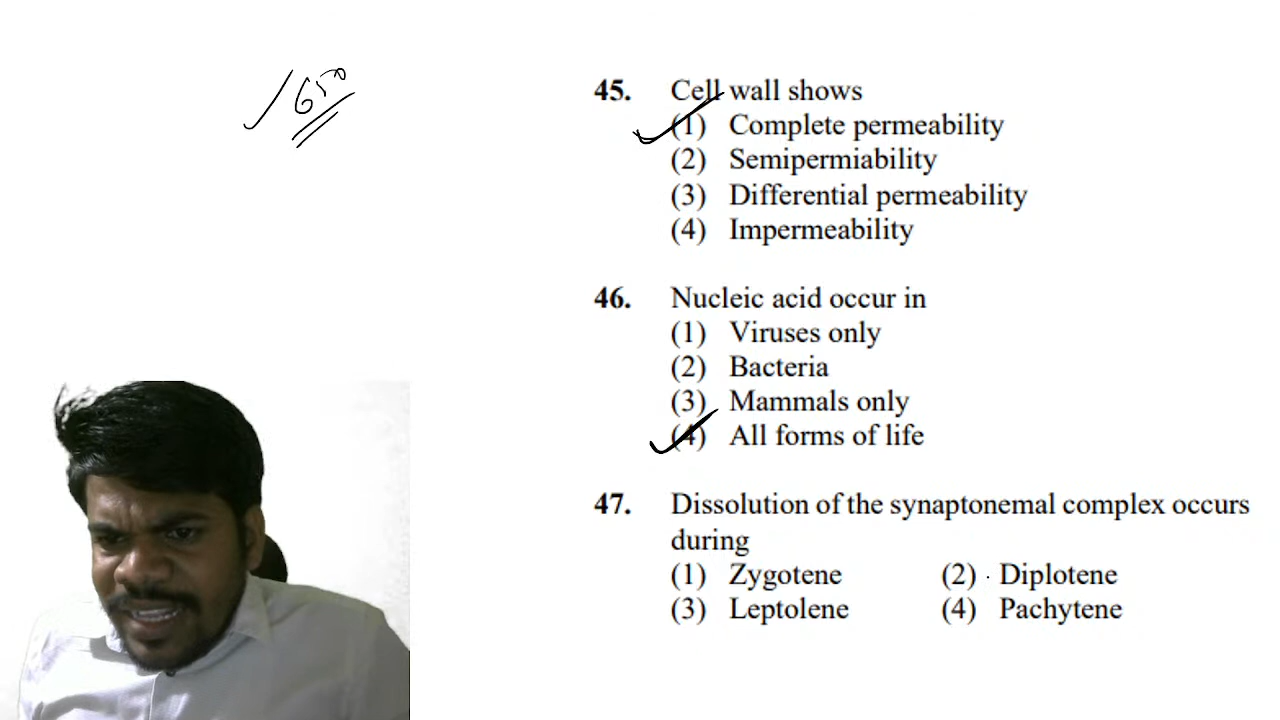 650
45. Cell wall shows
(1) Complete permeability
(2) Semipermiability
(3) Differential permeability
(4) Impermeability
46. Nucleic acid occur in
(1) Viruses only
(2) Bacteria
(3) Mammals only
(4) All forms of life
47. Dissolution of the synaptonemal complex occurs
during
(1) Zygotene (2) Diplotene
(3) Leptolene (4) Pachytene